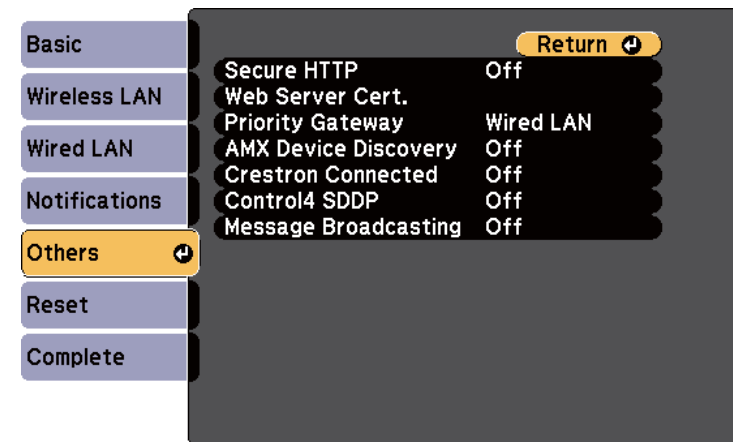 Basic
Wireless LAN
Wired LAN
Notifications
Others
Reset
Complete
Return
Secure HTTP Off
Web Server Cert.
Priority Gateway Wired LAN
AMX Device Discovery Off
Crestron Connected Off
Control4 SDDP Off
Message Broadcasting Off